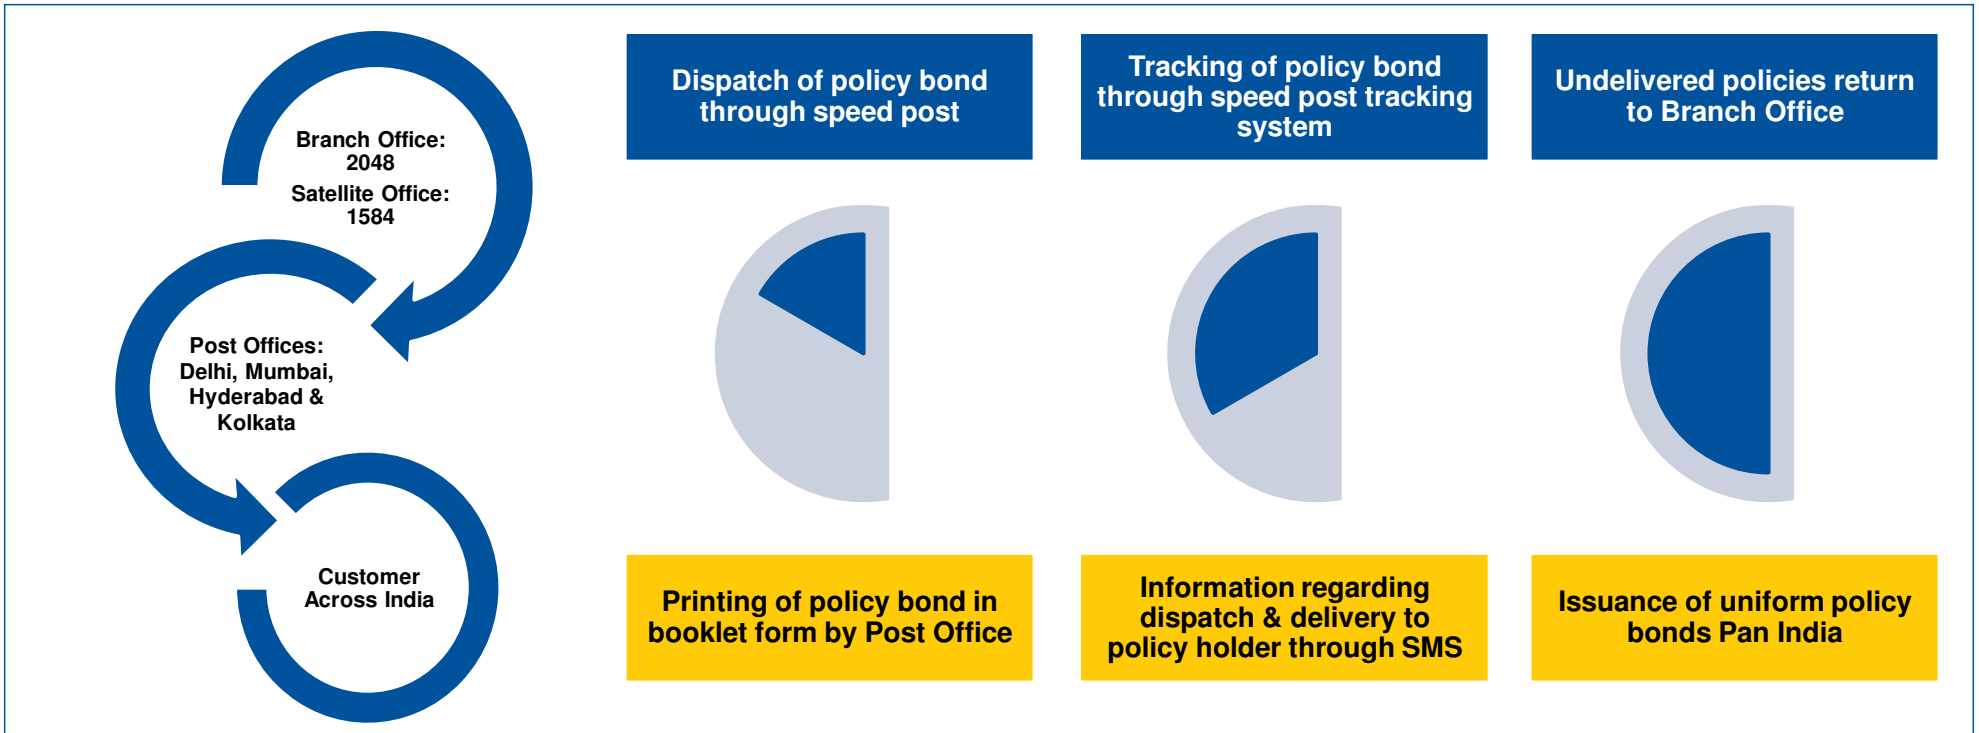 Branch Office:
2048
Satellite Office:
1584
Post Offices:
Delhi, Mumbai,
Hyderabad &
Kolkata
Customer
Across India
Dispatch of policy bond
through speed post
Tracking of policy bond
through speed post tracking
system
Undelivered policies return
to Branch Office
Printing of policy bond in
booklet form by Post Office
Information regarding
dispatch & delivery to
policy holder through SMS
Issuance of uniform policy
bonds Pan India